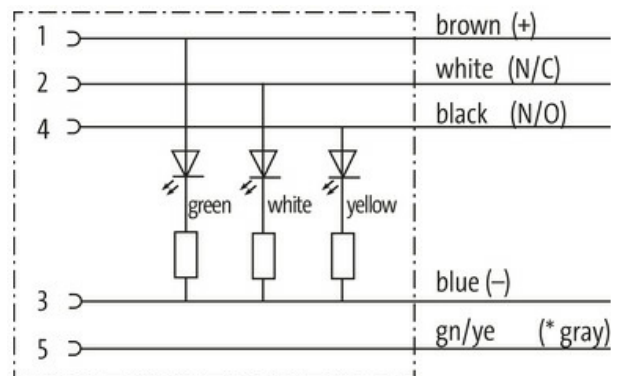 1 brown (+)
2 white (N/C)
4 black (N/O)
green white yellow
3 blue (–)
5 gn/ye (* gray)